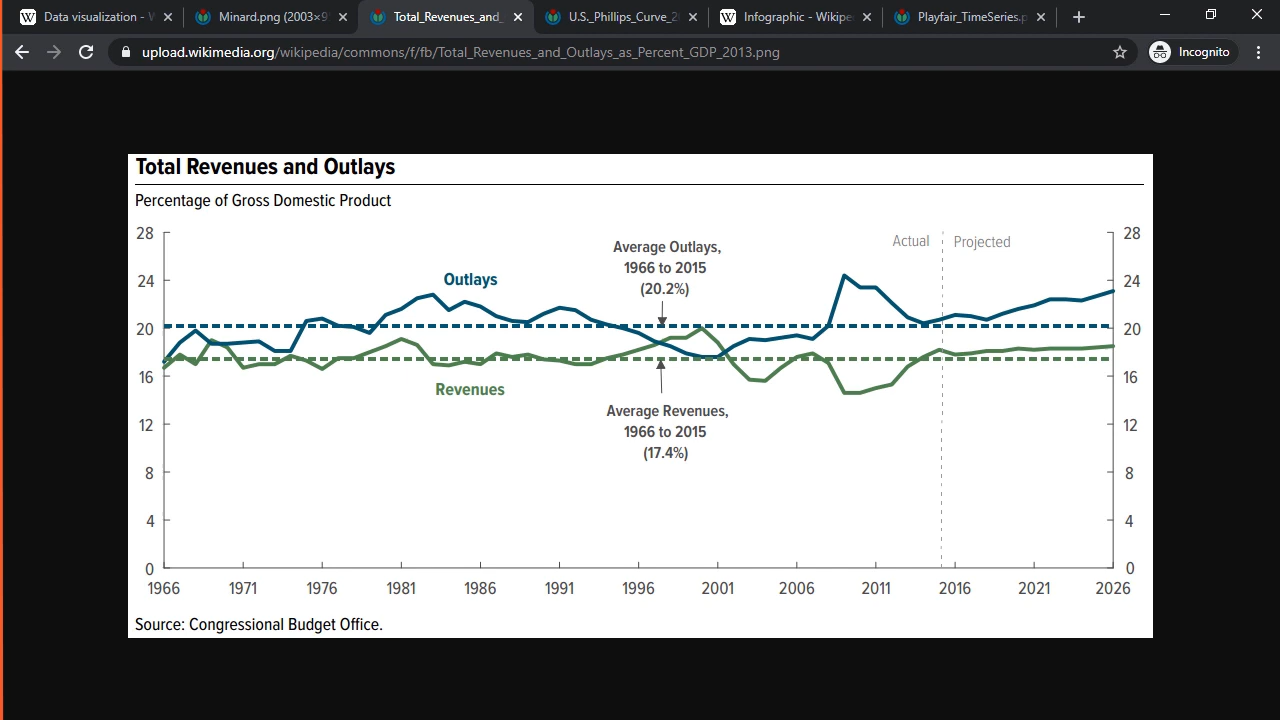 Data visualization - W
Minard.png (2003×9
Total_Revenues_and_
U.S._Phillips_Curve_2
Infographic - Wikipe
Playfair_TimeSeries.p
upload.wikimedia.org/wikipedia/commons/f/fb/Total_Revenues_and_Outlays_as_Percent_GDP_2013.png
Incognito
Total Revenues and Outlays
Percentage of Gross Domestic Product
28
24
20
16
12
8
4
0
Outlays
Average Outlays,
1966 to 2015
(20.2%)
Actual
Projected
Revenues
Average Revenues,
1966 to 2015
(17.4%)
28
24
20
16
12
8
4
0
1966 1971 1976 1981 1986 1991 1996 2001 2006 2011 2016 2021 2026
Source: Congressional Budget Office.